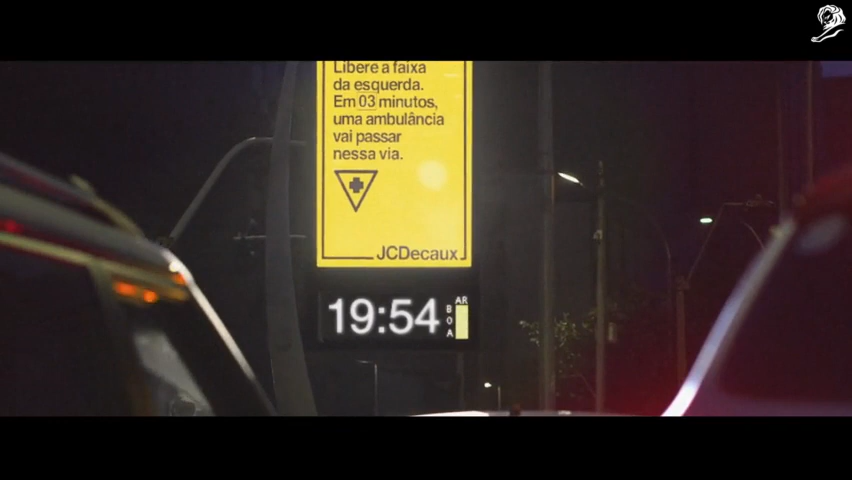 Libere a faixa
da esquerda.
Em 03 minutos,
uma ambulância
vai passar
nessa via.
JCDecaux
19:54
AR
BOA